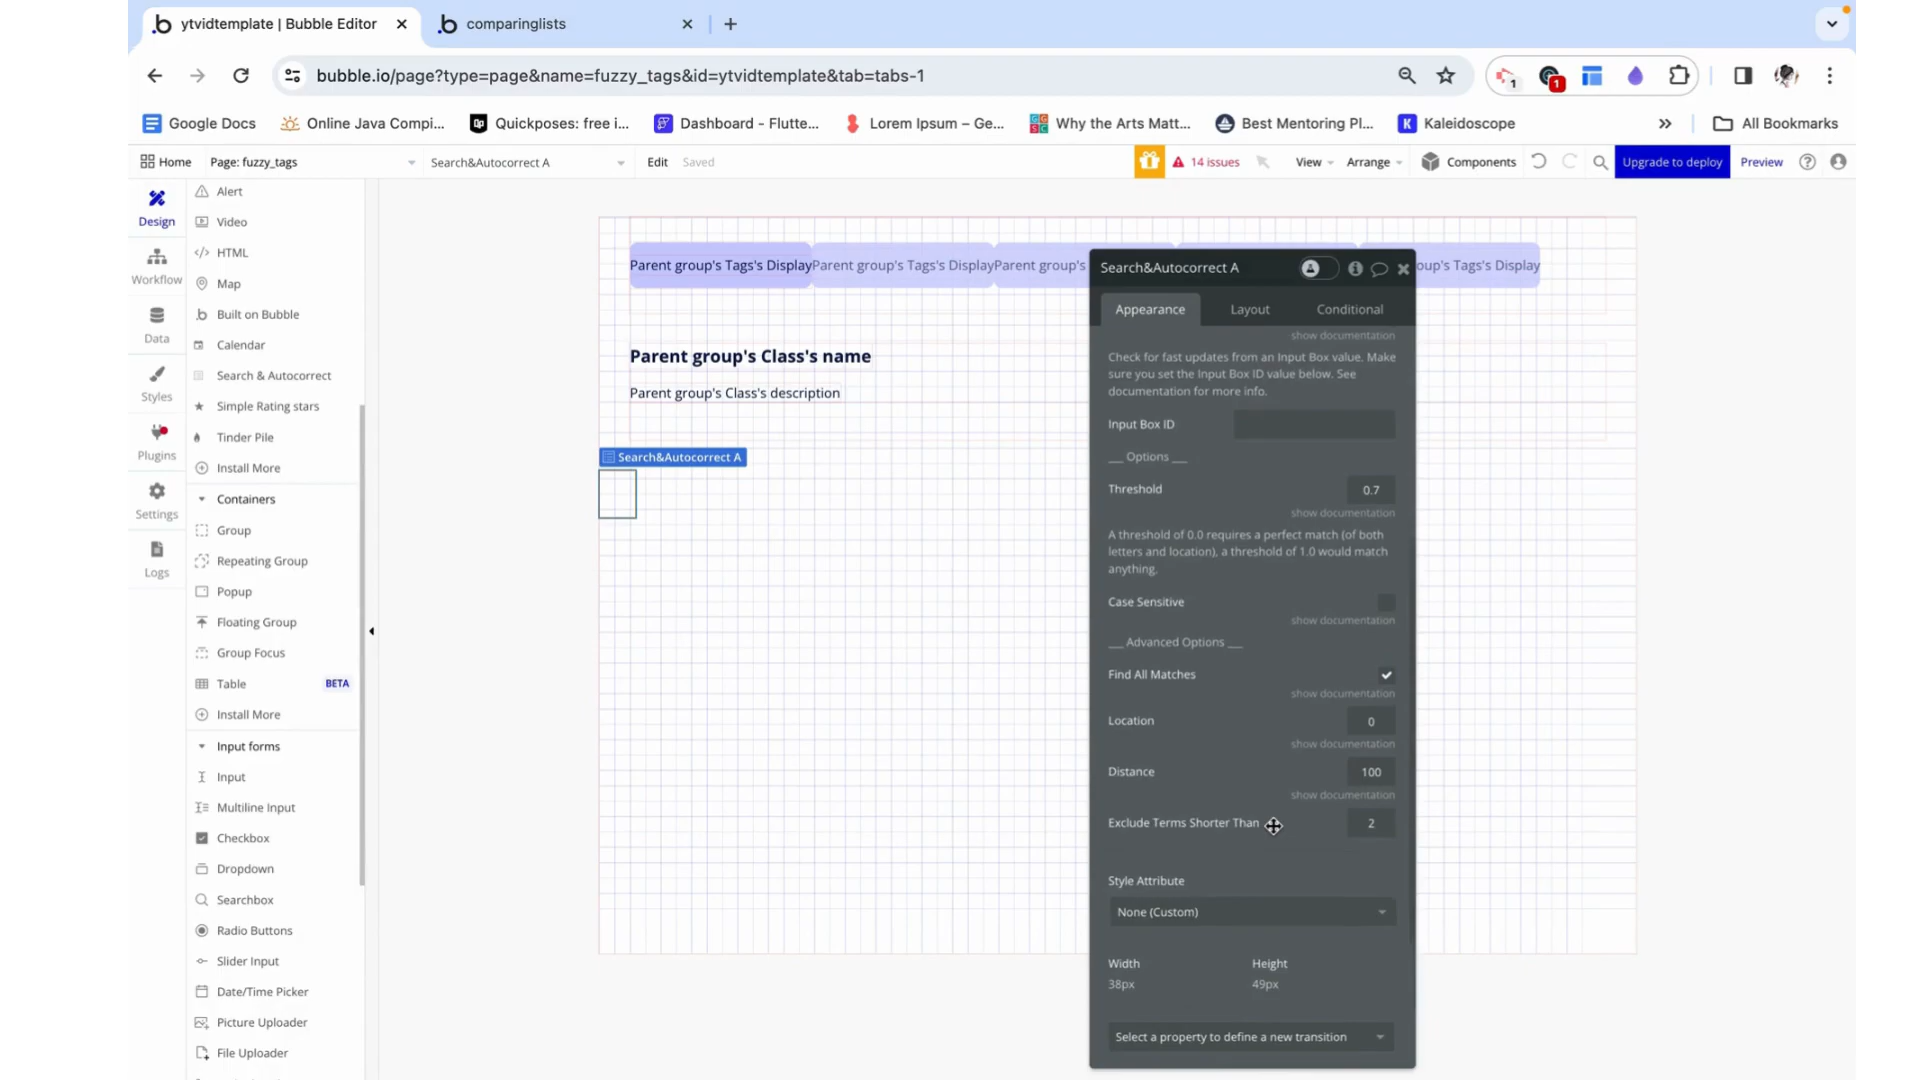 ytvidtemplate | Bubble Editor
comparinglists
bubble.io/page?type=page&name=fuzzy_tags&id=ytvidtemplate&tab=tabs-1
1
1
Google Docs
Online Java Compi...
Quickposes: free i...
Dashboard - Flutte...
Lorem Ipsum – Ge...
Why the Arts Matt...
Best Mentoring Pl...
Kaleidoscope
All Bookmarks
Home
Page: fuzzy_tags
Search&Autocorrect A
Edit
Saved
14 issues
View
Arrange
Components
Upgrade to deploy
Preview
Design
Workflow
Data
Styles
Plugins
Settings
Logs
Alert
Video
HTML
Map
Built on Bubble
Calendar
Search & Autocorrect
Simple Rating stars
Tinder Pile
Install More
Containers
Group
Repeating Group
Popup
Floating Group
Group Focus
Table BETA
Install More
Input forms
Input
Multiline Input
Checkbox
Dropdown
Searchbox
Radio Buttons
Slider Input
Date/Time Picker
Picture Uploader
File Uploader
Parent group's Tags's Display
Parent group's Tags's Display
Parent group's
oup's Tags's Display
Parent group's Class's name
Parent group's Class's description
Search&Autocorrect A
Search&Autocorrect A
Appearance
Layout
Conditional
show documentation
Check for fast updates from an Input Box value. Make
sure you set the Input Box ID value below. See
documentation for more info.
Input Box ID
___ Options ___
Threshold 0.7
show documentation
A threshold of 0.0 requires a perfect match (of both
letters and location), a threshold of 1.0 would match
anything.
Case Sensitive
show documentation
___ Advanced Options ___
Find All Matches
show documentation
Location 0
show documentation
Distance 100
show documentation
Exclude Terms Shorter Than 2
Style Attribute
None (Custom)
Width Height
38px 49px
Select a property to define a new transition